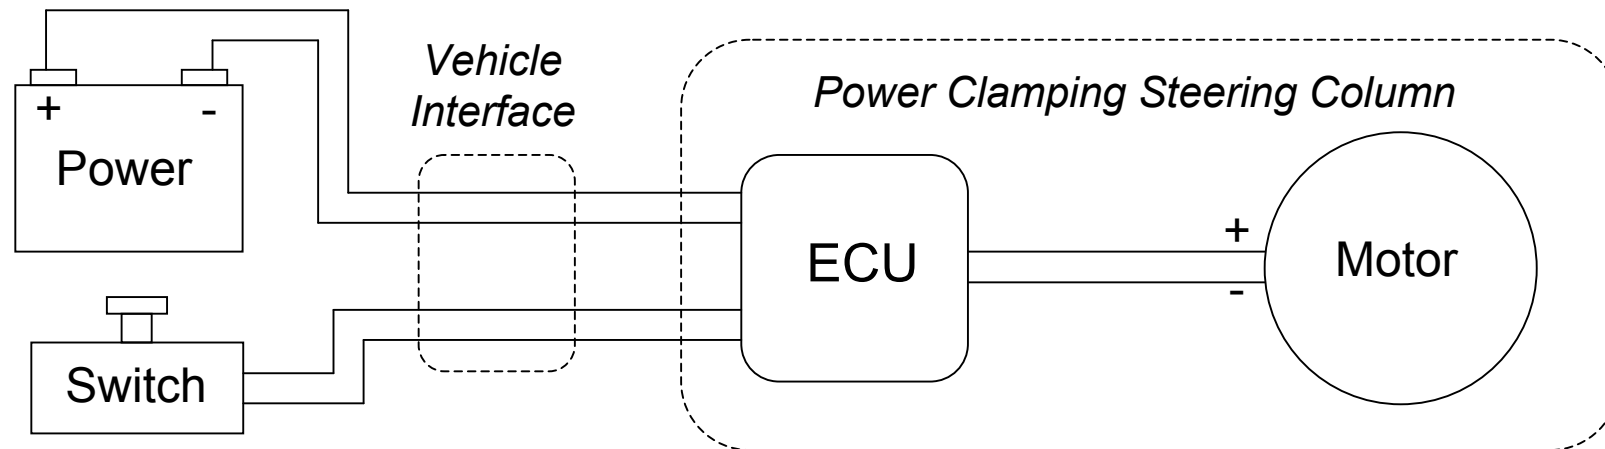 Vehicle
Interface
Power Clamping Steering Column
+ -
Power
ECU
+
-
Motor
Switch